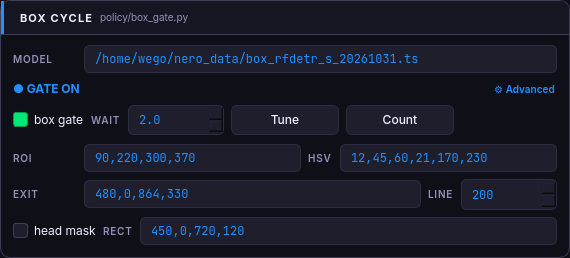 BOX CYCLE policy/box_gate.py
MODEL /home/wego/nero_data/box_rfdetr_s_20261031.ts
GATE ON Advanced
box gate WAIT 2.0 Tune Count
ROI 90,220,300,370 HSV 12,45,60,21,170,230
EXIT 480,0,864,330 LINE 200
head mask RECT 450,0,720,120